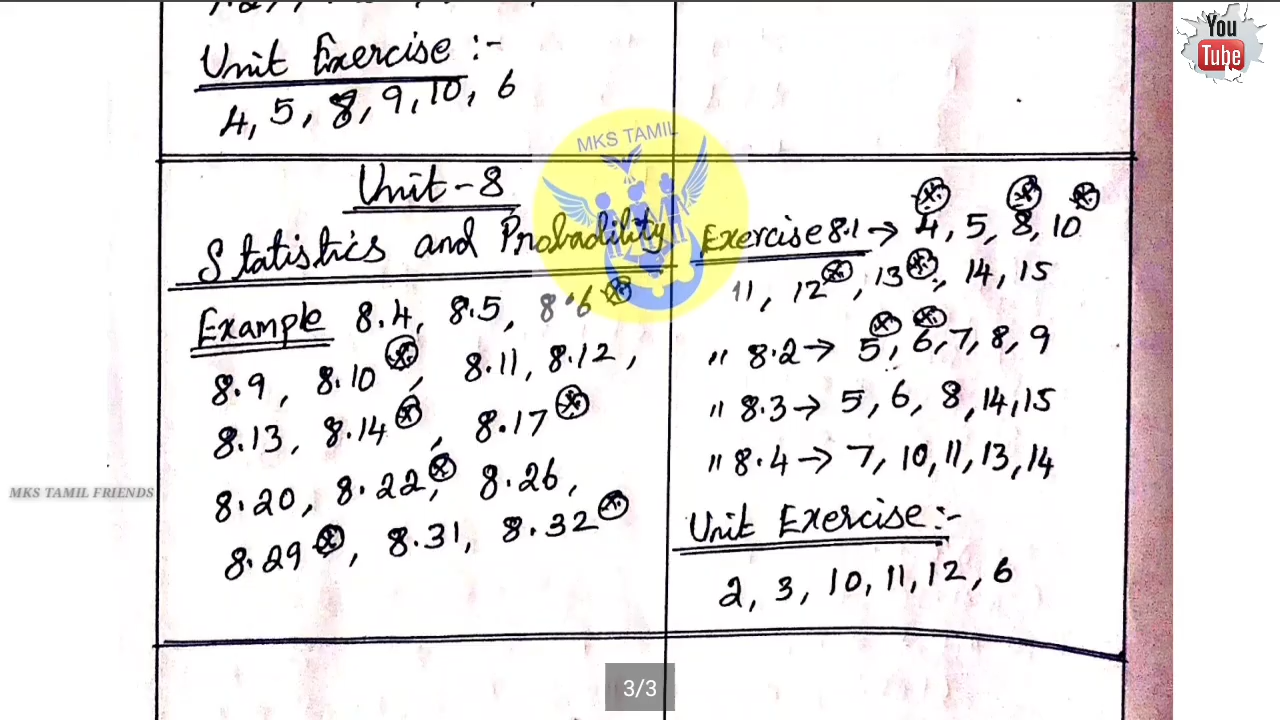 Unit Exercise :-
4, 5, 8, 9, 10, 6
Unit - 8
Statistics and Probadility
Example 8.4, 8.5, 8.6
8.9, 8.10, 8.11, 8.12,
8.13, 8.14, 8.17
8.20, 8.22, 8.26,
8.29, 8.31, 8.32
Exercise 8.1 → 4, 5, 8, 10
11, 12, 13, 14, 15
" 8.2 → 5, 6, 7, 8, 9
" 8.3 → 5, 6, 8, 14, 15
" 8.4 → 7, 10, 11, 13, 14
Unit Exercise :-
2, 3, 10, 11, 12, 6
MKS TAMIL
MKS TAMIL FRIENDS
You
Tube
3/3